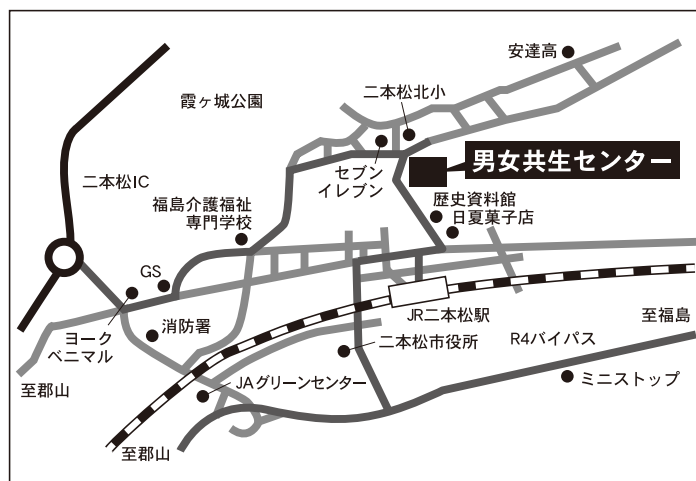 安達高
霞ヶ城公園
二本松北小
男女共生センター
セブン
イレブン
二本松IC
福島介護福祉
専門学校
歴史資料館
日夏菓子店
GS
ヨーク
ベニマル
消防署
JR二本松駅
至福島
R4バイパス
二本松市役所
ミニストップ
JAグリーンセンター
至郡山
至郡山